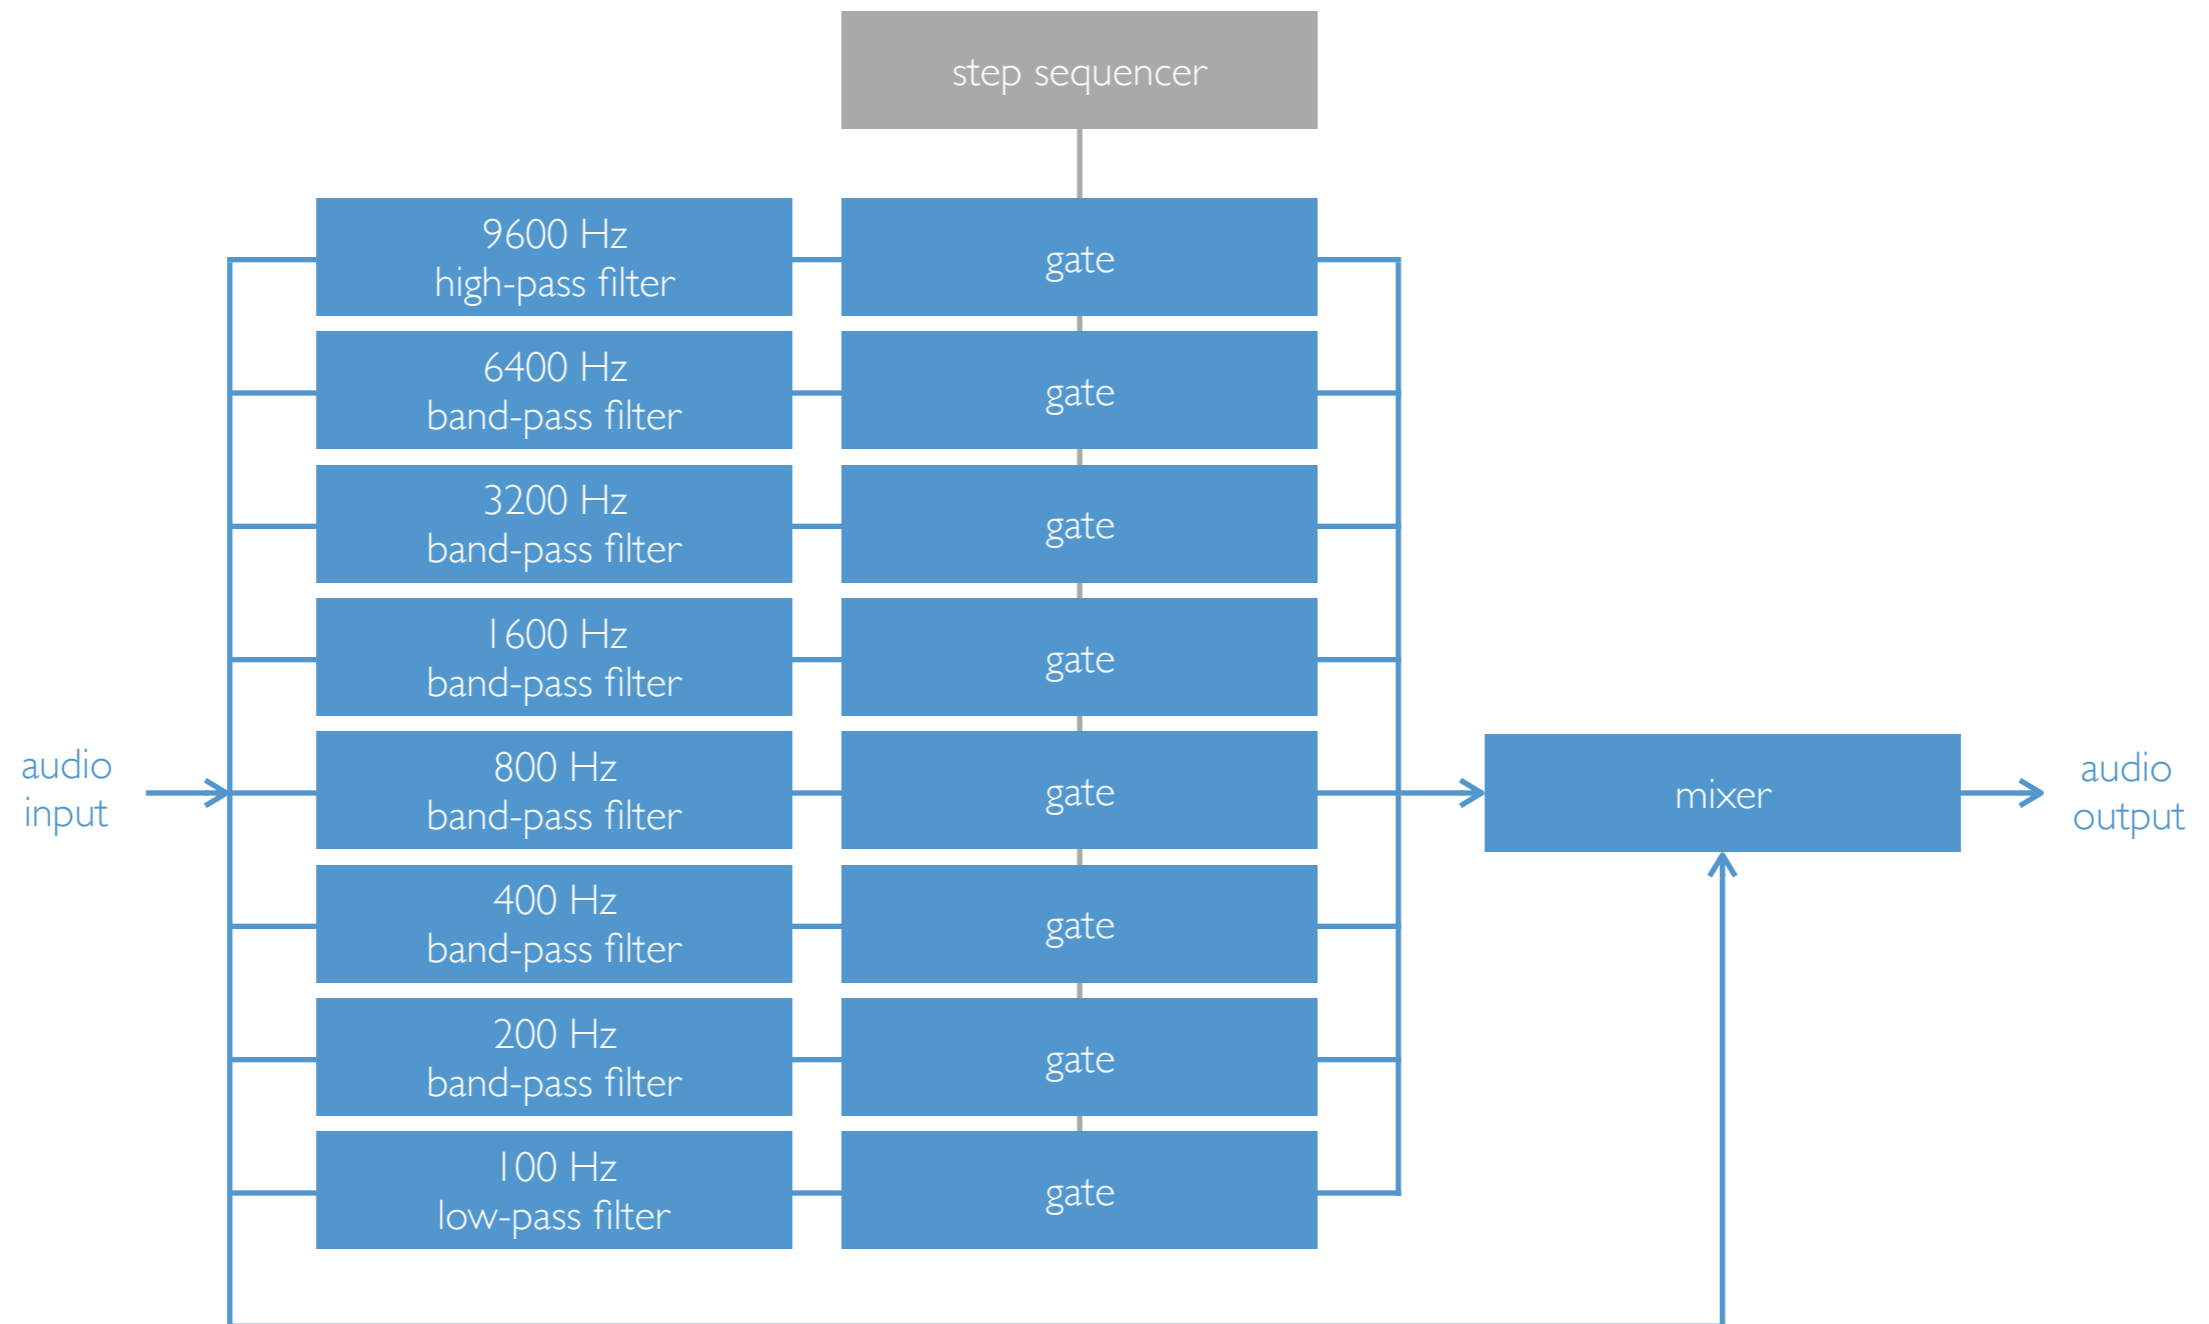 step sequencer
9600 Hz
high-pass filter
gate
6400 Hz
band-pass filter
gate
3200 Hz
band-pass filter
gate
1600 Hz
band-pass filter
gate
audio
input
800 Hz
band-pass filter
gate
mixer
audio
output
400 Hz
band-pass filter
gate
200 Hz
band-pass filter
gate
100 Hz
low-pass filter
gate